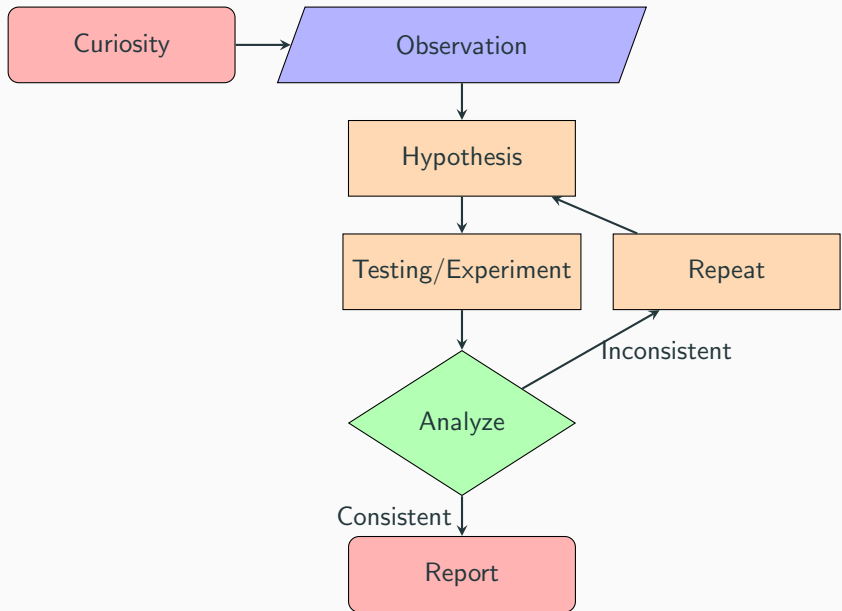 Curiosity
Observation
Hypothesis
Testing/Experiment
Repeat
Inconsistent
Analyze
Consistent
Report